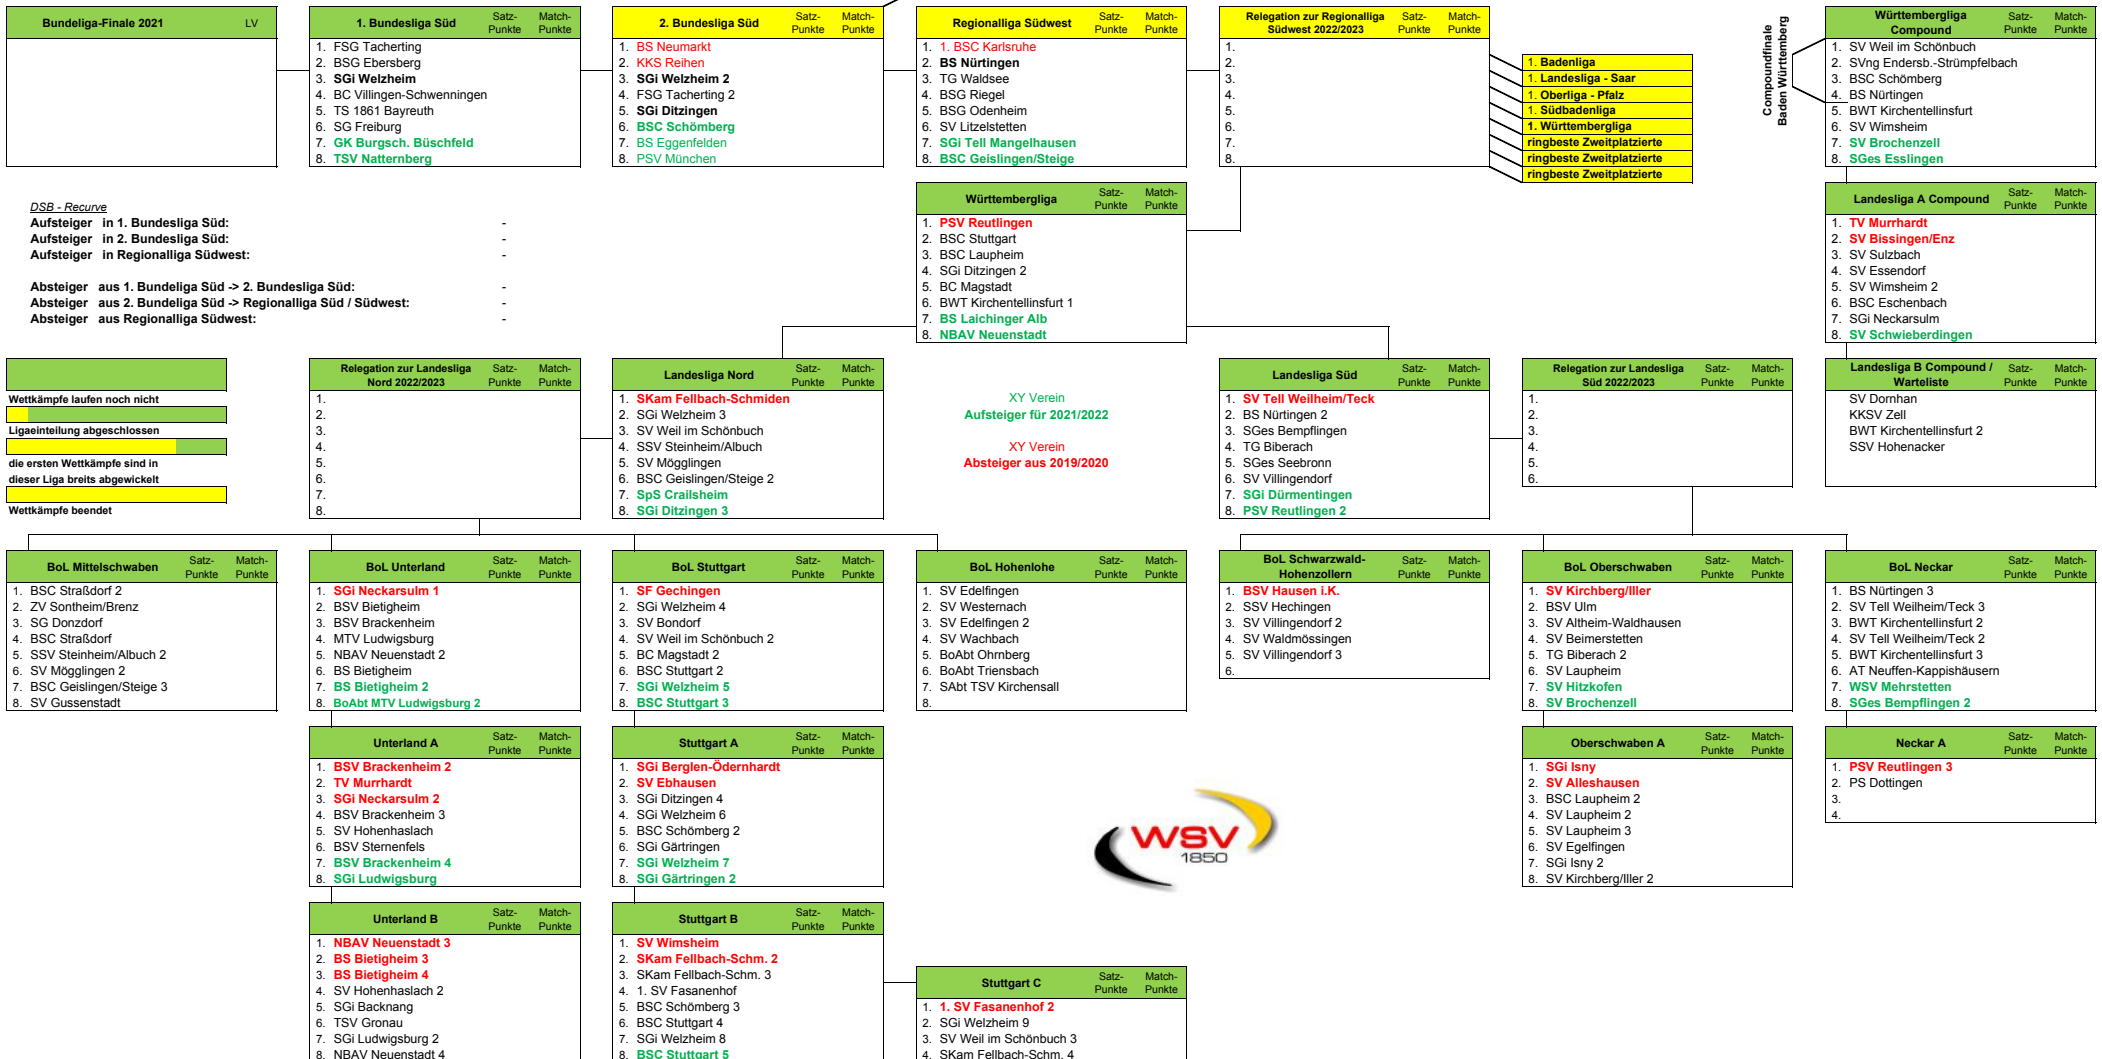 Bundeliga-Finale 2021 LV
1. Bundesliga Süd Satz-Punkte Match-Punkte
1. FSG Tacherting
2. BSG Ebersberg
3. SGi Welzheim
4. BC Villingen-Schwenningen
5. TS 1861 Bayreuth
6. SG Freiburg
7. GK Burgsch. Büschfeld
8. TSV Natternberg
2. Bundesliga Süd Satz-Punkte Match-Punkte
1. BS Neumarkt
2. KKS Reihen
3. SGi Welzheim 2
4. FSG Tacherting 2
5. SGi Ditzingen
6. BSC Schömberg
7. BS Eggenfelden
8. PSV München
Regionalliga Südwest Satz-Punkte Match-Punkte
1. 1. BSC Karlsruhe
2. BS Nürtingen
3. TG Waldsee
4. BSG Riegel
5. BSG Odenheim
6. SV Litzelstetten
7. SGi Tell Mangelhausen
8. BSC Geislingen/Steige
Relegation zur Regionalliga Südwest 2022/2023 Satz-Punkte Match-Punkte
1.
2.
3.
4.
5.
6.
7.
8.
1. Badenliga
1. Landesliga - Saar
1. Oberliga - Pfalz
1. Südbadenliga
1. Württembergliga
ringbeste Zweitplatzierte
ringbeste Zweitplatzierte
ringbeste Zweitplatzierte
Compoundfinale
Baden Württemberg
Württembergliga Compound Satz-Punkte Match-Punkte
1. SV Weil im Schönbuch
2. SVng Endersb.-Strümpfelbach
3. BSC Schömberg
4. BS Nürtingen
5. BWT Kirchentellinsfurt
6. SV Wimsheim
7. SV Brochenzell
8. SGes Esslingen
DSB - Recurve
Aufsteiger in 1. Bundesliga Süd: -
Aufsteiger in 2. Bundesliga Süd: -
Aufsteiger in Regionalliga Südwest: -
Absteiger aus 1. Bundeliga Süd -> 2. Bundesliga Süd: -
Absteiger aus 2. Bundeliga Süd -> Regionalliga Süd / Südwest: -
Absteiger aus Regionalliga Südwest: -
Württembergliga Satz-Punkte Match-Punkte
1. PSV Reutlingen
2. BSC Stuttgart
3. BSC Laupheim
4. SGi Ditzingen 2
5. BC Magstadt
6. BWT Kirchentellinsfurt 1
7. BS Laichinger Alb
8. NBAV Neuenstadt
Landesliga A Compound Satz-Punkte Match-Punkte
1. TV Murrhardt
2. SV Bissingen/Enz
3. SV Sulzbach
4. SV Essendorf
5. SV Wimsheim 2
6. BSC Eschenbach
7. SGi Neckarsulm
8. SV Schwieberdingen
Wettkämpfe laufen noch nicht
Ligaeinteilung abgeschlossen
die ersten Wettkämpfe sind in
dieser Liga breits abgewickelt
Wettkämpfe beendet
Relegation zur Landesliga Nord 2022/2023 Satz-Punkte Match-Punkte
1.
2.
3.
4.
5.
6.
7.
8.
Landesliga Nord Satz-Punkte Match-Punkte
1. SKam Fellbach-Schmiden
2. SGi Welzheim 3
3. SV Weil im Schönbuch
4. SSV Steinheim/Albuch
5. SV Mögglingen
6. BSC Geislingen/Steige 2
7. SpS Crailsheim
8. SGi Ditzingen 3
XY Verein
Aufsteiger für 2021/2022
XY Verein
Absteiger aus 2019/2020
Landesliga Süd Satz-Punkte Match-Punkte
1. SV Tell Weilheim/Teck
2. BS Nürtingen 2
3. SGes Bempflingen
4. TG Biberach
5. SGes Seebronn
6. SV Villingendorf
7. SGi Dürmentingen
8. PSV Reutlingen 2
Relegation zur Landesliga Süd 2022/2023 Satz-Punkte Match-Punkte
1.
2.
3.
4.
5.
6.
Landesliga B Compound / Warteliste Satz-Punkte Match-Punkte
SV Dornhan
KKSV Zell
BWT Kirchentellinsfurt 2
SSV Hohenacker
BoL Mittelschwaben Satz-Punkte Match-Punkte
1. BSC Straßdorf 2
2. ZV Sontheim/Brenz
3. SG Donzdorf
4. BSC Straßdorf
5. SSV Steinheim/Albuch 2
6. SV Mögglingen 2
7. BSC Geislingen/Steige 3
8. SV Gussenstadt
BoL Unterland Satz-Punkte Match-Punkte
1. SGi Neckarsulm 1
2. BSV Bietigheim
3. BSV Brackenheim
4. MTV Ludwigsburg
5. NBAV Neuenstadt 2
6. BS Bietigheim
7. BS Bietigheim 2
8. BoAbt MTV Ludwigsburg 2
BoL Stuttgart Satz-Punkte Match-Punkte
1. SF Gechingen
2. SGi Welzheim 4
3. SV Bondorf
4. SV Weil im Schönbuch 2
5. BC Magstadt 2
6. BSC Stuttgart 2
7. SGi Welzheim 5
8. BSC Stuttgart 3
BoL Hohenlohe Satz-Punkte Match-Punkte
1. SV Edelfingen
2. SV Westernach
3. SV Edelfingen 2
4. SV Wachbach
5. BoAbt Ohrnberg
6. BoAbt Triensbach
7. SAbt TSV Kirchensall
8.
BoL Schwarzwald-Hohenzollern Satz-Punkte Match-Punkte
1. BSV Hausen i.K.
2. SSV Hechingen
3. SV Villingendorf 2
4. SV Waldmössingen
5. SV Villingendorf 3
6.
BoL Oberschwaben Satz-Punkte Match-Punkte
1. SV Kirchberg/Iller
2. BSV Ulm
3. SV Altheim-Waldhausen
4. SV Beimerstetten
5. TG Biberach 2
6. SV Laupheim
7. SV Hitzkofen
8. SV Brochenzell
BoL Neckar Satz-Punkte Match-Punkte
1. BS Nürtingen 3
2. SV Tell Weilheim/Teck 3
3. BWT Kirchentellinsfurt 2
4. SV Tell Weilheim/Teck 2
5. BWT Kirchentellinsfurt 3
6. AT Neuffen-Kappishäusern
7. WSV Mehrstetten
8. SGes Bempflingen 2
Unterland A Satz-Punkte Match-Punkte
1. BSV Brackenheim 2
2. TV Murrhardt
3. SGi Neckarsulm 2
4. BSV Brackenheim 3
5. SV Hohenhaslach
6. BSV Sternenfels
7. BSV Brackenheim 4
8. SGi Ludwigsburg
Stuttgart A Satz-Punkte Match-Punkte
1. SGi Berglen-Ödernhardt
2. SV Ebhausen
3. SGi Ditzingen 4
4. SGi Welzheim 6
5. BSC Schömberg 2
6. SGi Gärtringen
7. SGi Welzheim 7
8. SGi Gärtringen 2
WSV
1850
Oberschwaben A Satz-Punkte Match-Punkte
1. SGi Isny
2. SV Alleshausen
3. BSC Laupheim 2
4. SV Laupheim 2
5. SV Laupheim 3
6. SV Egelfingen
7. SGi Isny 2
8. SV Kirchberg/Iller 2
Neckar A Satz-Punkte Match-Punkte
1. PSV Reutlingen 3
2. PS Dottingen
3.
4.
Unterland B Satz-Punkte Match-Punkte
1. NBAV Neuenstadt 3
2. BS Bietigheim 3
3. BS Bietigheim 4
4. SV Hohenhaslach 2
5. SGi Backnang
6. TSV Gronau
7. SGi Ludwigsburg 2
8. NBAV Neuenstadt 4
Stuttgart B Satz-Punkte Match-Punkte
1. SV Wimsheim
2. SKam Fellbach-Schm. 2
3. SKam Fellbach-Schm. 3
4. 1. SV Fasanenhof
5. BSC Schömberg 3
6. BSC Stuttgart 4
7. SGi Welzheim 8
8. BSC Stuttgart 5
Stuttgart C Satz-Punkte Match-Punkte
1. 1. SV Fasanenhof 2
2. SGi Welzheim 9
3. SV Weil im Schönbuch 3
4. SKam Fellbach-Schm. 4